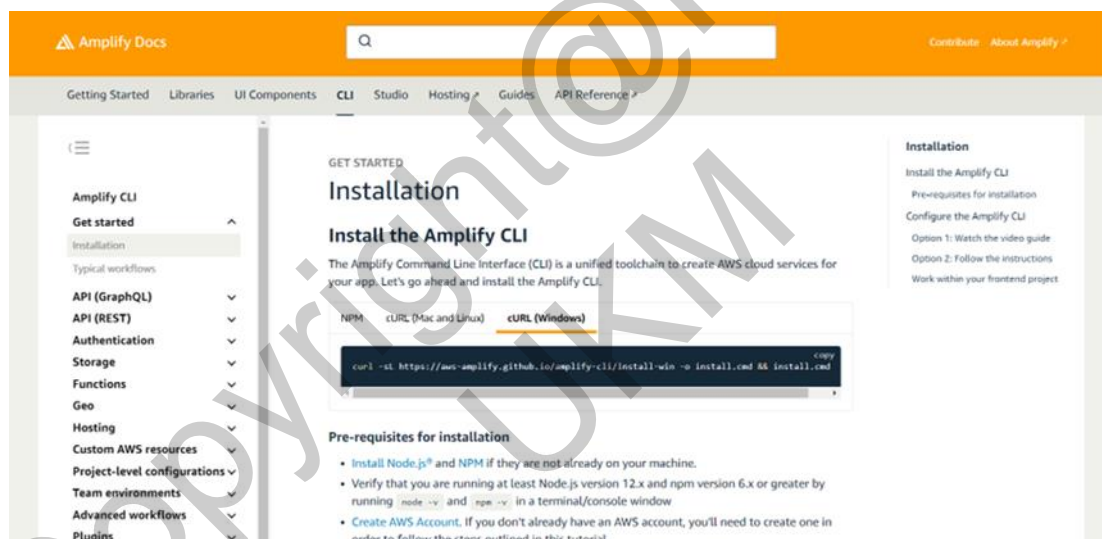 Amplify Docs
Contribute About Amplify
Getting Started Libraries UI Components CLI Studio Hosting Guides API Reference
Amplify CLI
Get started
Installation
Typical workflows
API (GraphQL)
API (REST)
Authentication
Storage
Functions
Geo
Hosting
Custom AWS resources
Project-level configurations
Team environments
Advanced workflows
Plugins
GET STARTED
Installation
Install the Amplify CLI
The Amplify Command Line Interface (CLI) is a unified toolchain to create AWS cloud services for
your app. Let's go ahead and install the Amplify CLI.
NPM cURL (Mac and Linux) cURL (Windows)
copy
curl -sL https://aws-amplify.github.io/amplify-cli/install-win -o install.cmd && install.cmd
Pre-requisites for installation
• Install Node.js® and NPM if they are not already on your machine.
• Verify that you are running at least Node.js version 12.x and npm version 6.x or greater by
running node -v and npm -v in a terminal/console window
• Create AWS Account. If you don't already have an AWS account, you'll need to create one in
order to follow the steps outlined in this tutorial.
Installation
Install the Amplify CLI
Pre-requisites for installation
Configure the Amplify CLI
Option 1: Watch the video guide
Option 2: Follow the instructions
Work within your frontend project
Copyright@
UKM